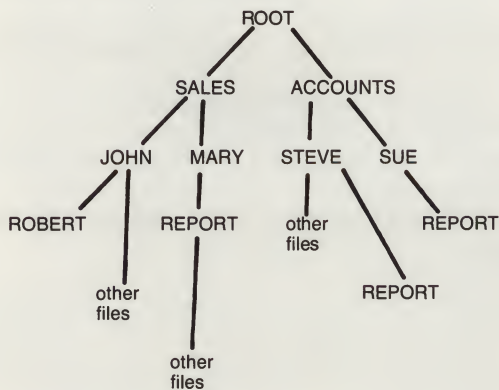 ROOT
SALES ACCOUNTS
JOHN MARY STEVE SUE
ROBERT REPORT other
files REPORT
other
files REPORT
other
files